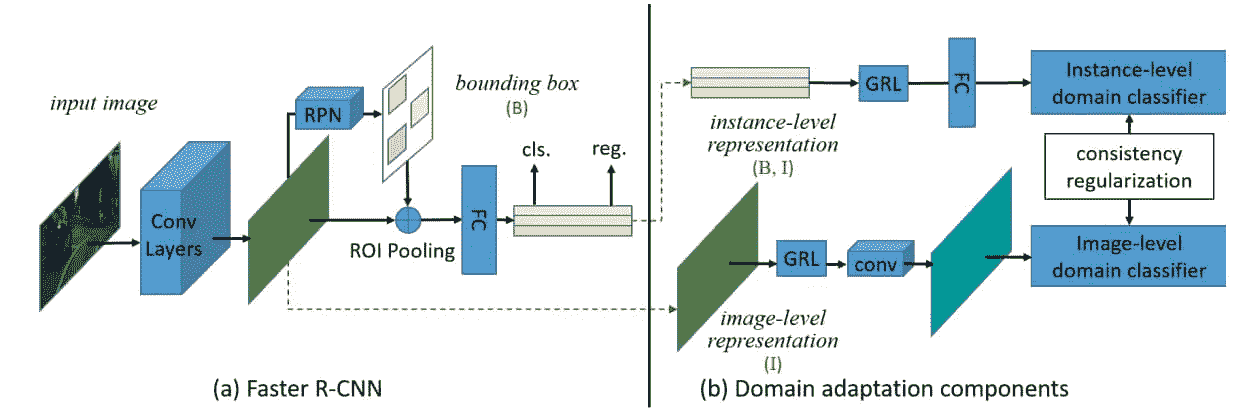 input image
Conv
Layers
RPN
bounding box
(B)
cls.
reg.
ROI Pooling
FC
(a) Faster R-CNN
instance-level
representation
(B, I)
GRL
FC
Instance-level
domain classifier
consistency
regularization
image-level
representation
(I)
GRL
conv
Image-level
domain classifier
(b) Domain adaptation components